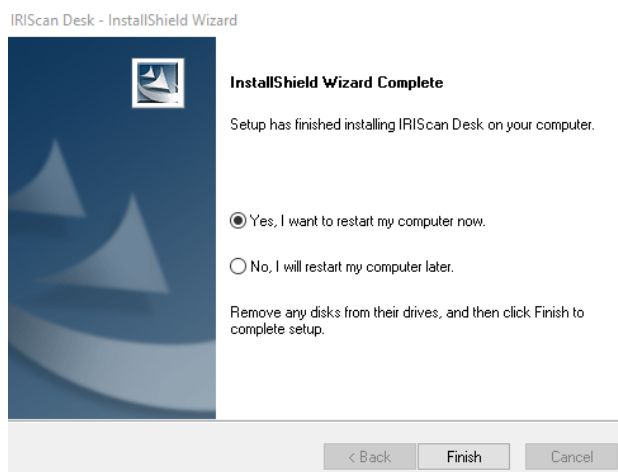 IRIScan Desk - InstallShield Wizard
InstallShield Wizard Complete
Setup has finished installing IRIScan Desk on your computer.
Yes, I want to restart my computer now.
No, I will restart my computer later.
Remove any disks from their drives, and then click Finish to
complete setup.
< Back
Finish
Cancel